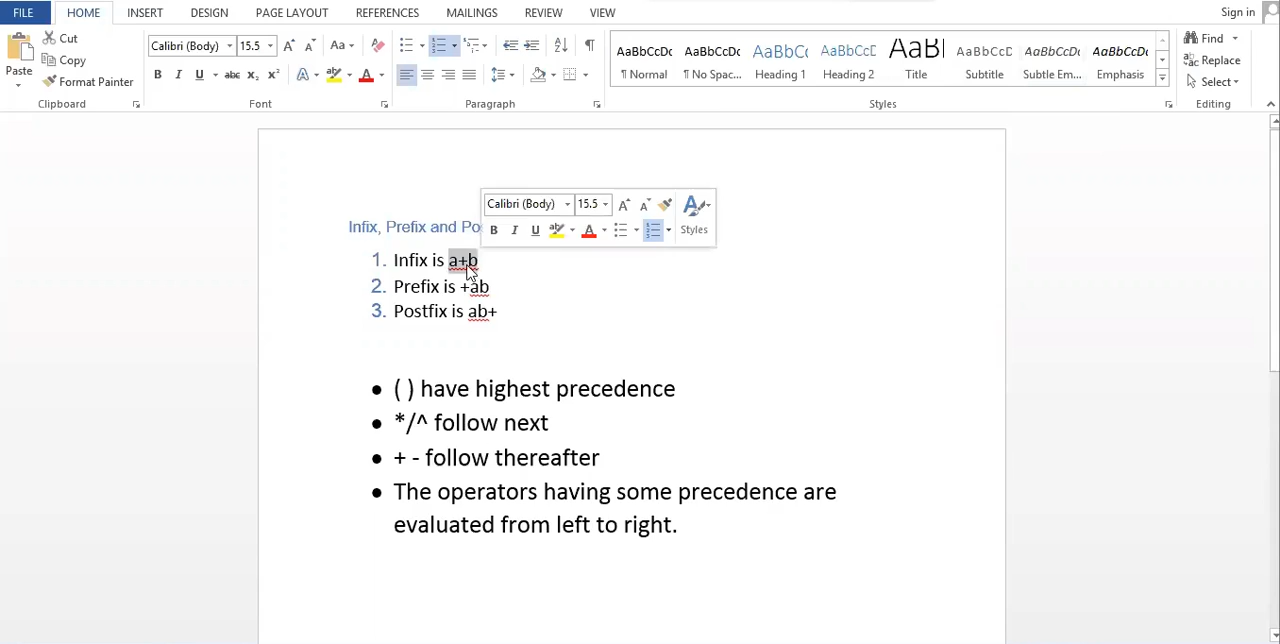 FILE HOME INSERT DESIGN PAGE LAYOUT REFERENCES MAILINGS REVIEW VIEW Sign in
Cut
Copy
Format Painter
Paste
Clipboard
Calibri (Body) 15.5
Font
Paragraph
AaBbCcDc AaBbCcDc AaBbCc AaBbCcC AaBl AaBbCcC AaBbCcDc AaBbCcDc
¶ Normal ¶ No Spac... Heading 1 Heading 2 Title Subtitle Subtle Em... Emphasis
Styles
Find
Replace
Select
Editing
Calibri (Body) 15.5
Styles
Infix, Prefix and Po
1. Infix is a+b
2. Prefix is +ab
3. Postfix is ab+
• ( ) have highest precedence
• */^ follow next
• + - follow thereafter
• The operators having some precedence are
evaluated from left to right.